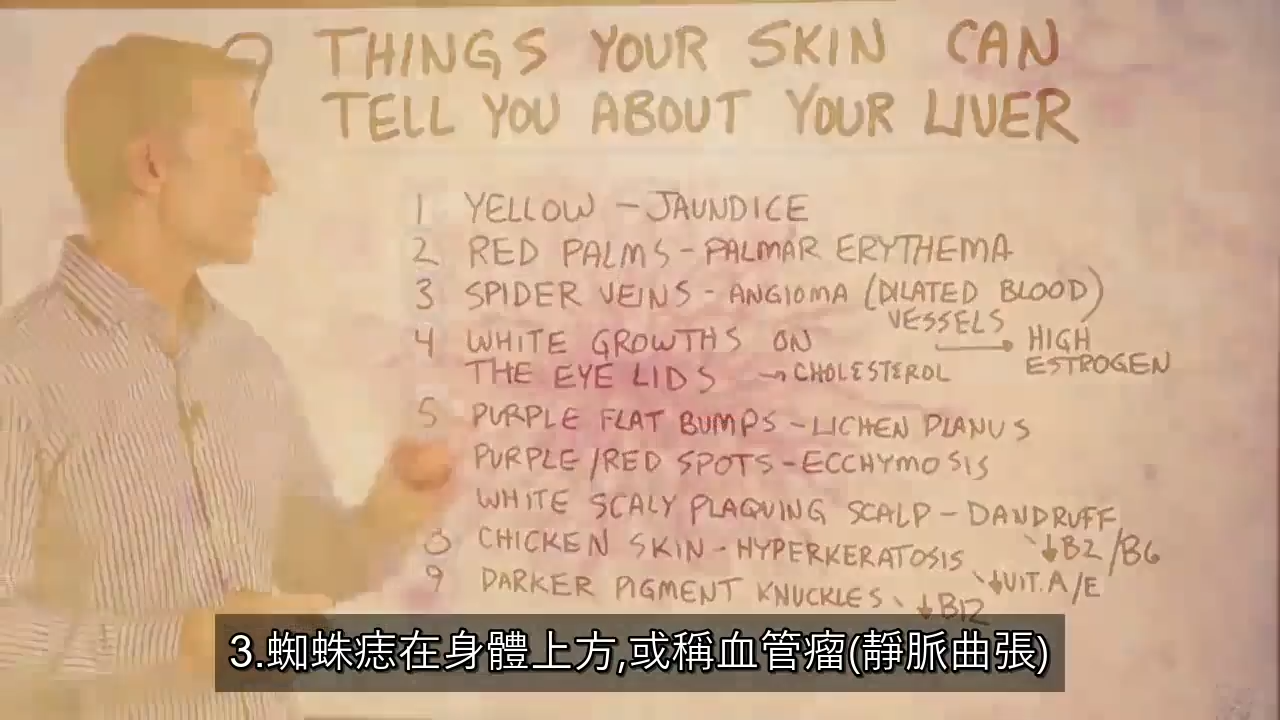 9 THINGS YOUR SKIN CAN
TELL YOU ABOUT YOUR LIVER
1 YELLOW – JAUNDICE
2 RED PALMS - PALMAR ERYTHEMA
3 SPIDER VEINS - ANGIOMA (DILATED BLOOD)
VESSELS
→ HIGH
ESTROGEN
4 WHITE GROWTHS ON
THE EYE LIDS → CHOLESTEROL
5 PURPLE FLAT BUMPS - LICHEN PLANUS
PURPLE/RED SPOTS - ECCHYMOSIS
WHITE SCALY PLAQUING SCALP - DANDRUFF
↓B2/B6
8 CHICKEN SKIN - HYPERKERATOSIS
↓VIT. A/E
9 DARKER PIGMENT KNUCKLES
↓B12
3.蜘蛛痣在身體上方,或稱血管瘤(靜脈曲張)